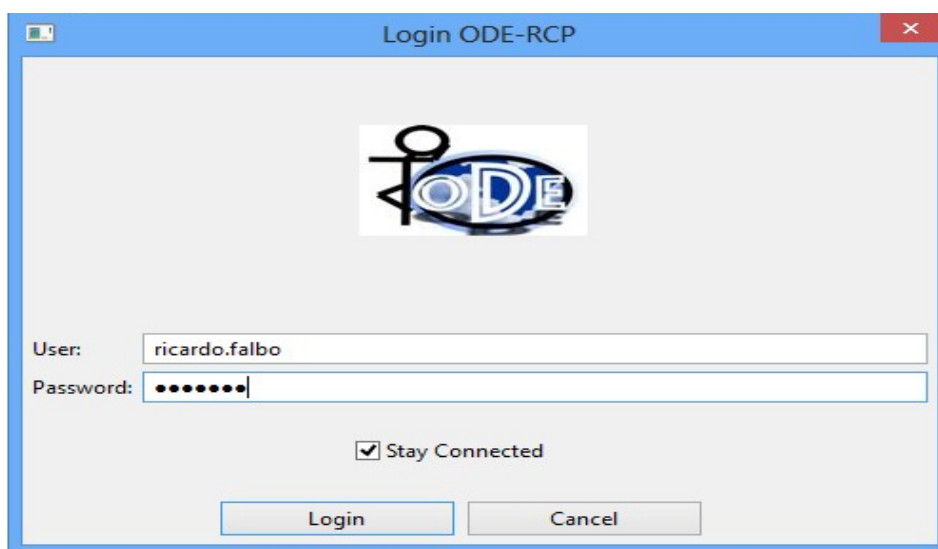 Login ODE-RCP
ODE
User: ricardo.falbo
Password: •••••••
Stay Connected
Login Cancel